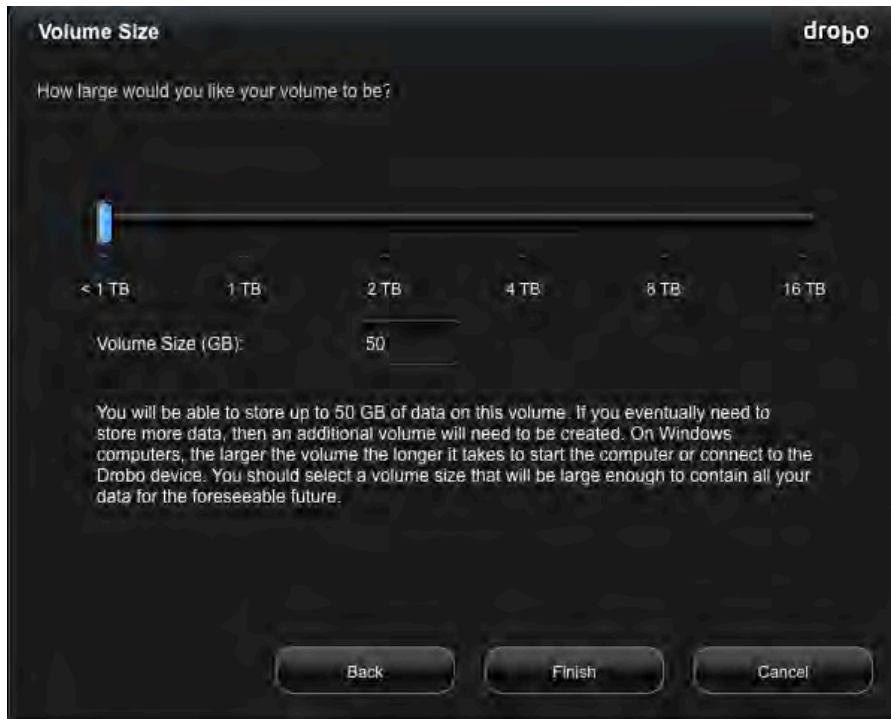 Volume Size
drobo
How large would you like your volume to be?
< 1 TB 1 TB 2 TB 4 TB 8 TB 16 TB
Volume Size (GB): 50
You will be able to store up to 50 GB of data on this volume. If you eventually need to
store more data, then an additional volume will need to be created. On Windows
computers, the larger the volume the longer it takes to start the computer or connect to the
Drobo device. You should select a volume size that will be large enough to contain all your
data for the foreseeable future.
Back Finish Cancel